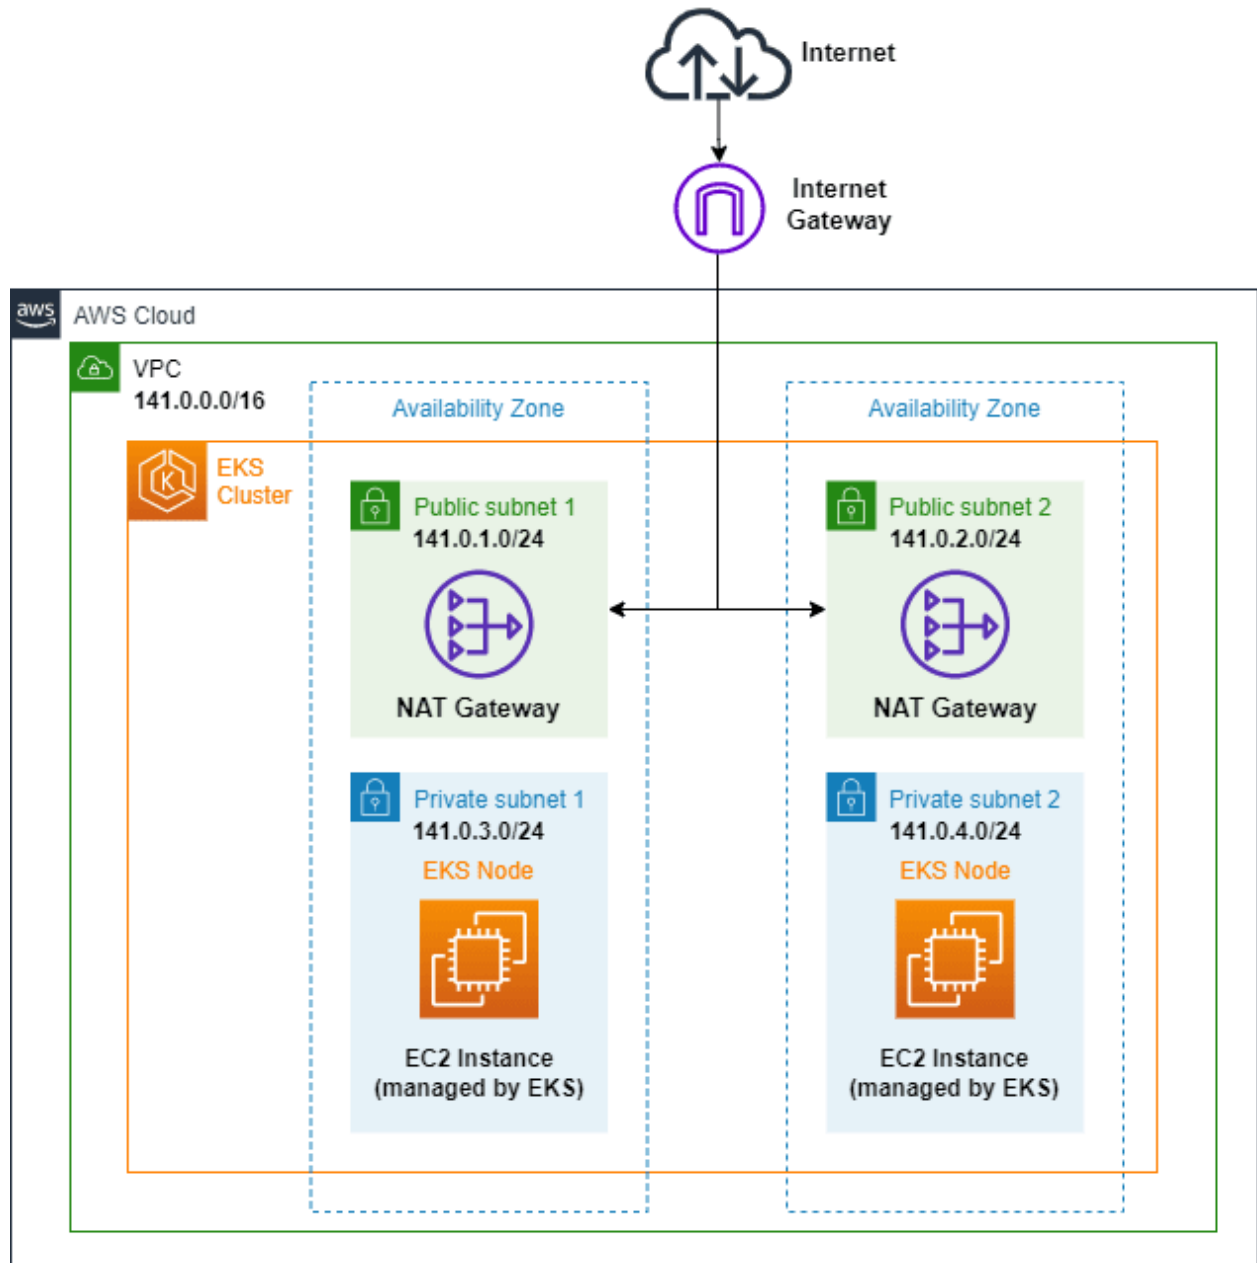 Internet
Internet
Gateway
aws
AWS Cloud
VPC
141.0.0.0/16
Availability Zone
Availability Zone
K
EKS
Cluster
Public subnet 1
141.0.1.0/24
NAT Gateway
Public subnet 2
141.0.2.0/24
NAT Gateway
Private subnet 1
141.0.3.0/24
EKS Node
EC2 Instance
(managed by EKS)
Private subnet 2
141.0.4.0/24
EKS Node
EC2 Instance
(managed by EKS)